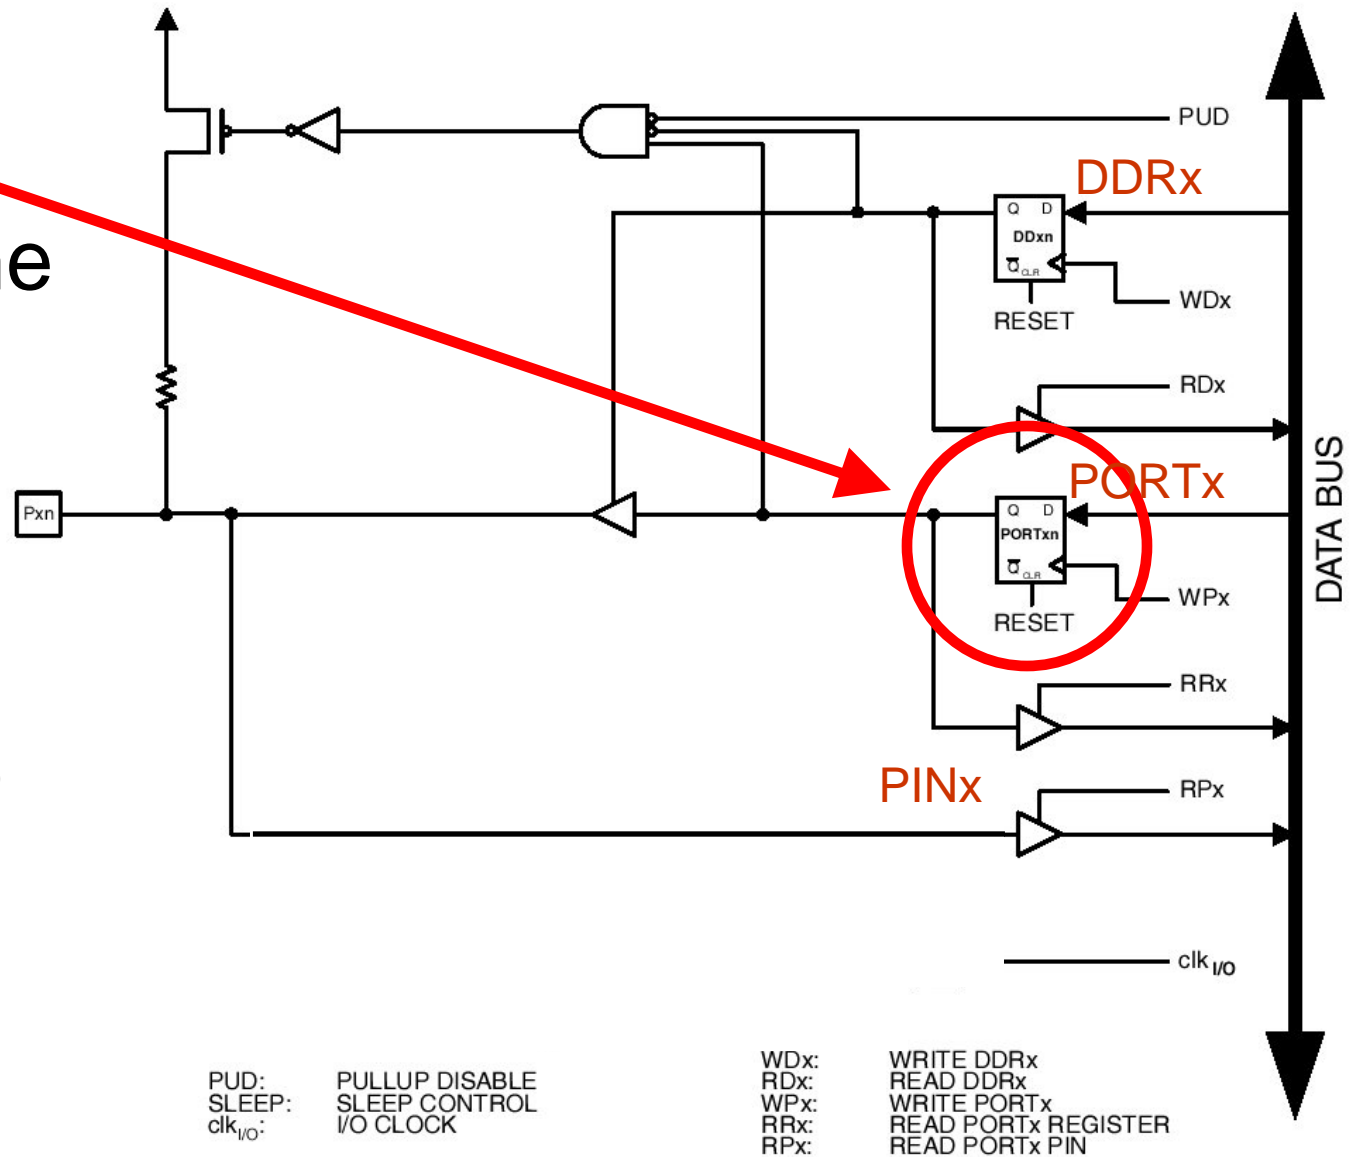 PUD
DDRx
Q D
DDxn
Q CLR
WDx
RESET
RDx
PORTx
Pxn
Q D
PORTxn
Q CLR
WPx
RESET
DATA BUS
RRx
PINx
RPx
clk I/O
PUD: PULLUP DISABLE
SLEEP: SLEEP CONTROL
clkI/O: I/O CLOCK
WDx: WRITE DDRx
RDx: READ DDRx
WPx: WRITE PORTx
RRx: READ PORTx REGISTER
RPx: READ PORTx PIN